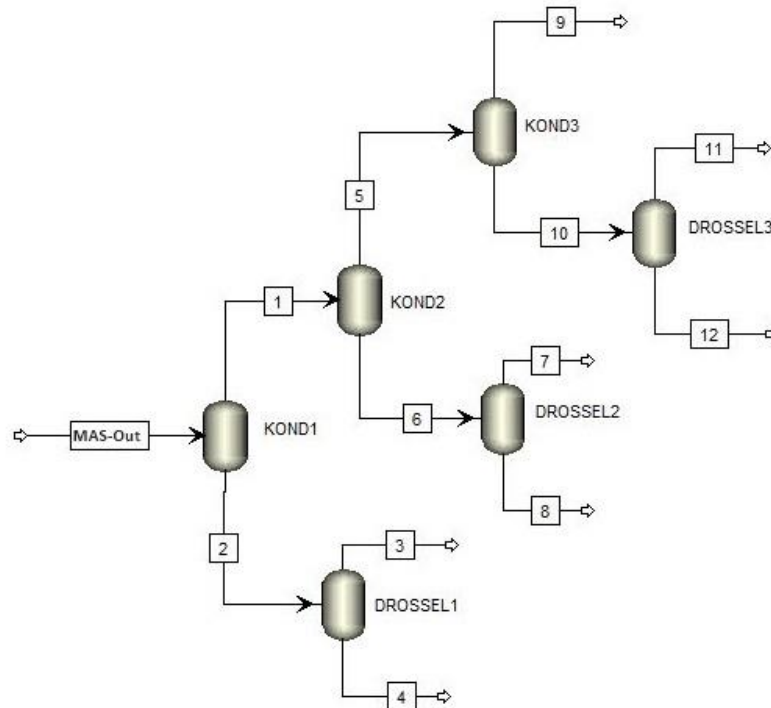 9
KOND3
11
5
10
DROSSEL3
1
KOND2
12
7
6
DROSSEL2
MAS-Out
KOND1
8
2
3
DROSSEL1
4